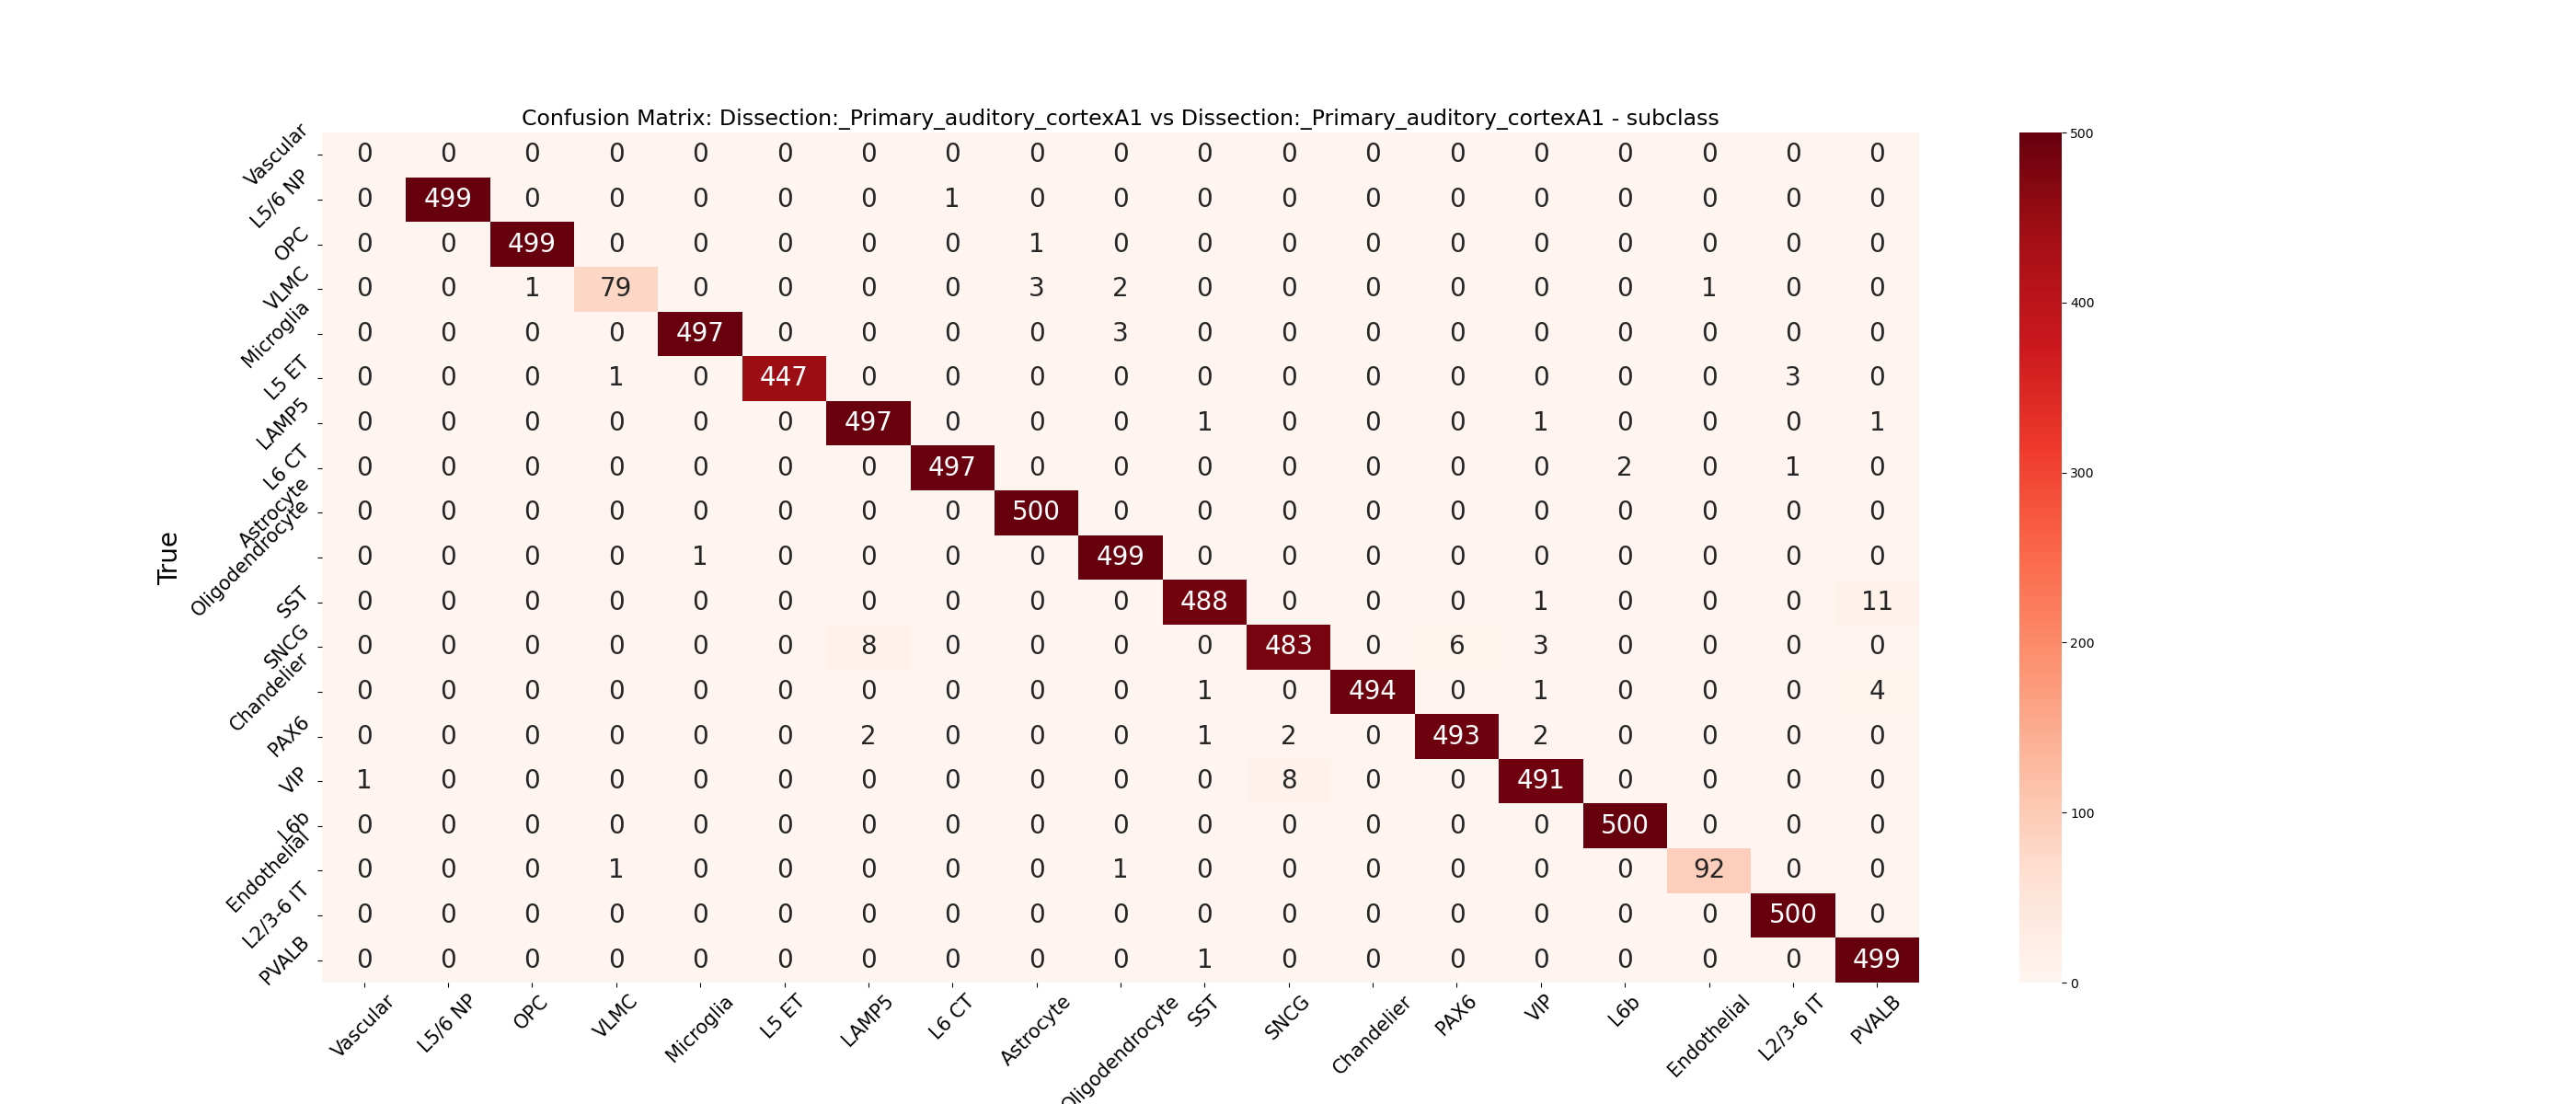 Confusion Matrix: Dissection:_Primary_auditory_cortexA1 vs Dissection:_Primary_auditory_cortexA1 - subclass
True
Vascular 0 0 0 0 0 0 0 0 0 0 0 0 0 0 0 0 0 0 0
L5/6 NP 0 499 0 0 0 0 0 1 0 0 0 0 0 0 0 0 0 0 0
OPC 0 0 499 0 0 0 0 0 1 0 0 0 0 0 0 0 0 0 0
VLMC 0 0 1 79 0 0 0 0 3 2 0 0 0 0 0 0 1 0 0
Microglia 0 0 0 0 497 0 0 0 0 3 0 0 0 0 0 0 0 0 0
L5 ET 0 0 0 1 0 447 0 0 0 0 0 0 0 0 0 0 0 3 0
LAMP5 0 0 0 0 0 0 497 0 0 0 1 0 0 0 1 0 0 0 1
L6 CT 0 0 0 0 0 0 0 497 0 0 0 0 0 0 0 2 0 1 0
Astrocyte 0 0 0 0 0 0 0 0 500 0 0 0 0 0 0 0 0 0 0
Oligodendrocyte 0 0 0 0 1 0 0 0 0 499 0 0 0 0 0 0 0 0 0
SST 0 0 0 0 0 0 0 0 0 0 488 0 0 0 1 0 0 0 11
SNCG 0 0 0 0 0 0 8 0 0 0 0 483 0 6 3 0 0 0 0
Chandelier 0 0 0 0 0 0 0 0 0 0 1 0 494 0 1 0 0 0 4
PAX6 0 0 0 0 0 0 2 0 0 0 1 2 0 493 2 0 0 0 0
VIP 1 0 0 0 0 0 0 0 0 0 0 8 0 0 491 0 0 0 0
L6b 0 0 0 0 0 0 0 0 0 0 0 0 0 0 0 500 0 0 0
Endothelial 0 0 0 1 0 0 0 0 0 1 0 0 0 0 0 0 92 0 0
L2/3-6 IT 0 0 0 0 0 0 0 0 0 0 0 0 0 0 0 0 0 500 0
PVALB 0 0 0 0 0 0 0 0 0 0 1 0 0 0 0 0 0 0 499
Vascular L5/6 NP OPC VLMC Microglia L5 ET LAMP5 L6 CT Astrocyte Oligodendrocyte SST SNCG Chandelier PAX6 VIP L6b Endothelial L2/3-6 IT PVALB
500
400
300
200
100
0